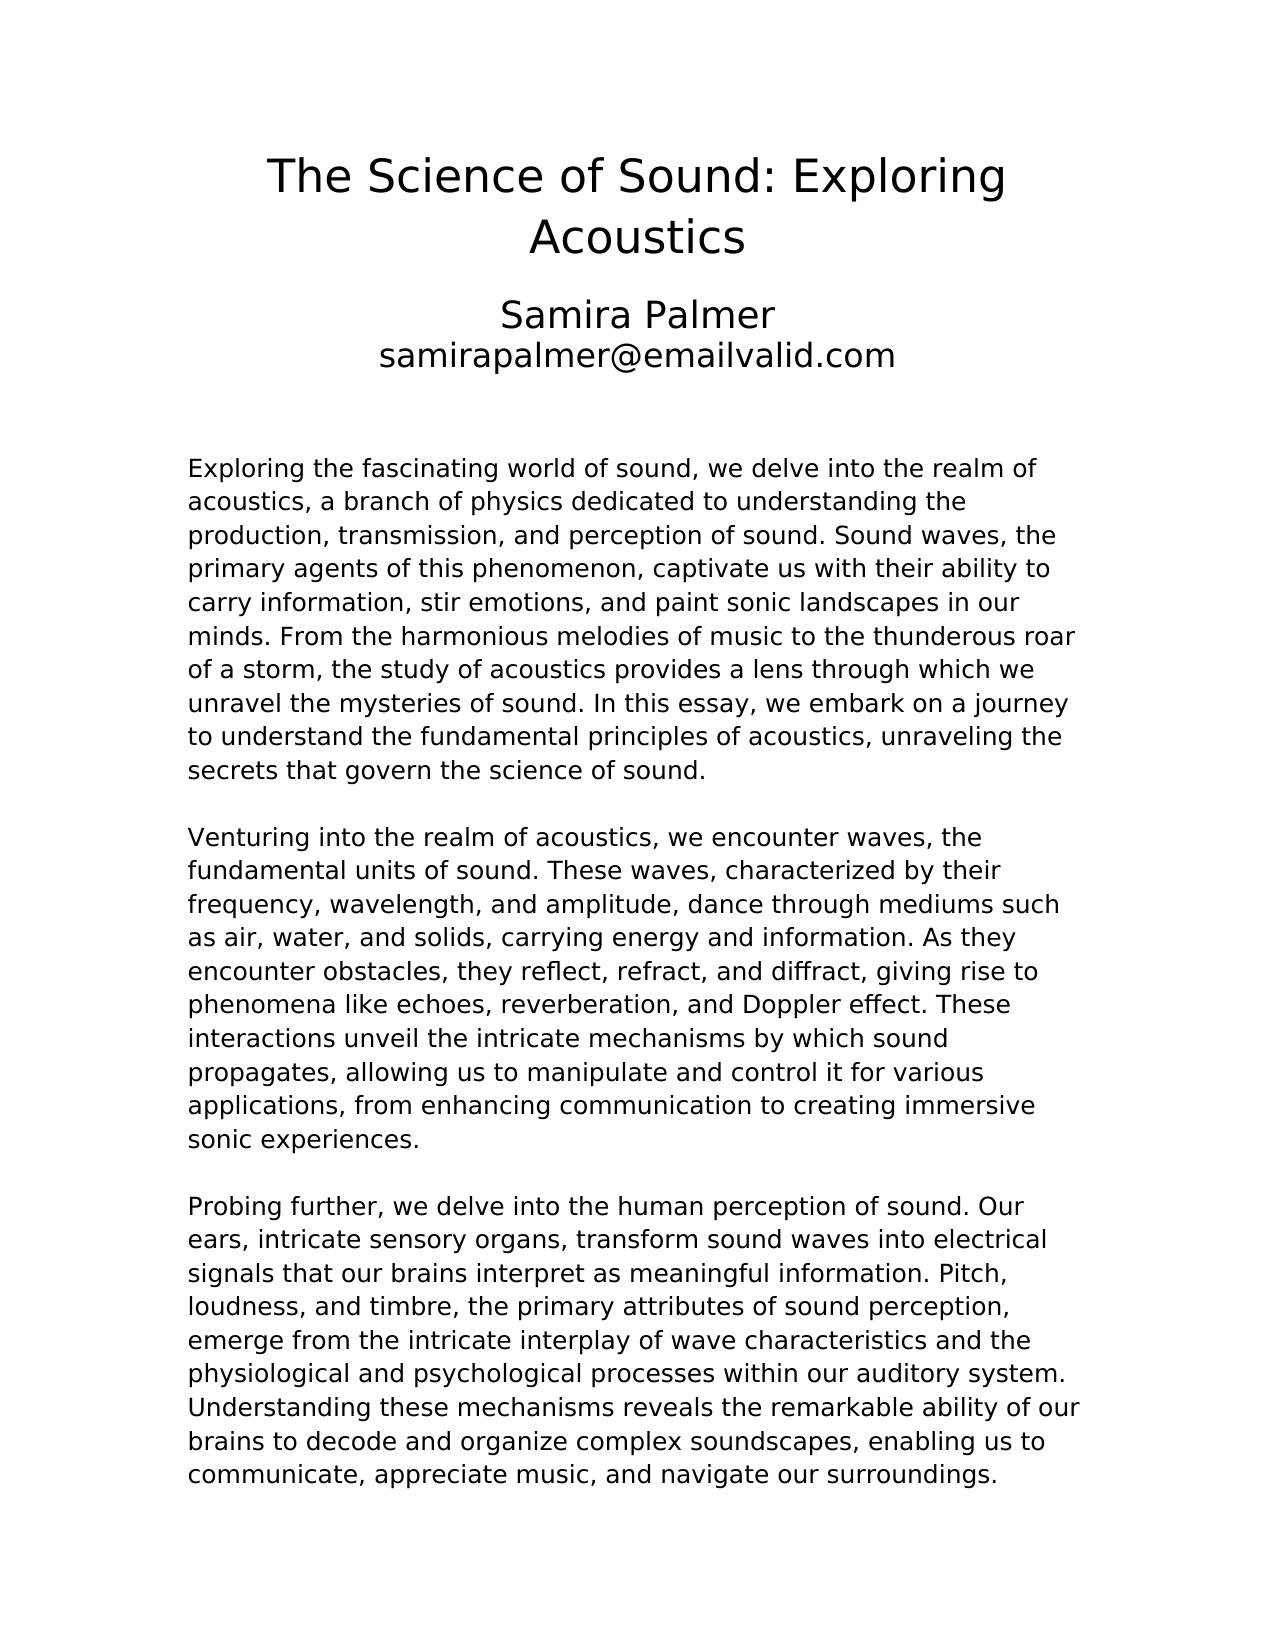 The Science of Sound: Exploring
Acoustics
Samira Palmer
samirapalmer@emailvalid.com
Exploring the fascinating world of sound, we delve into the realm of
acoustics, a branch of physics dedicated to understanding the
production, transmission, and perception of sound. Sound waves, the
primary agents of this phenomenon, captivate us with their ability to
carry information, stir emotions, and paint sonic landscapes in our
minds. From the harmonious melodies of music to the thunderous roar
of a storm, the study of acoustics provides a lens through which we
unravel the mysteries of sound. In this essay, we embark on a journey
to understand the fundamental principles of acoustics, unraveling the
secrets that govern the science of sound.
Venturing into the realm of acoustics, we encounter waves, the
fundamental units of sound. These waves, characterized by their
frequency, wavelength, and amplitude, dance through mediums such
as air, water, and solids, carrying energy and information. As they
encounter obstacles, they reflect, refract, and diffract, giving rise to
phenomena like echoes, reverberation, and Doppler effect. These
interactions unveil the intricate mechanisms by which sound
propagates, allowing us to manipulate and control it for various
applications, from enhancing communication to creating immersive
sonic experiences.
Probing further, we delve into the human perception of sound. Our
ears, intricate sensory organs, transform sound waves into electrical
signals that our brains interpret as meaningful information. Pitch,
loudness, and timbre, the primary attributes of sound perception,
emerge from the intricate interplay of wave characteristics and the
physiological and psychological processes within our auditory system.
Understanding these mechanisms reveals the remarkable ability of our
brains to decode and organize complex soundscapes, enabling us to
communicate, appreciate music, and navigate our surroundings.